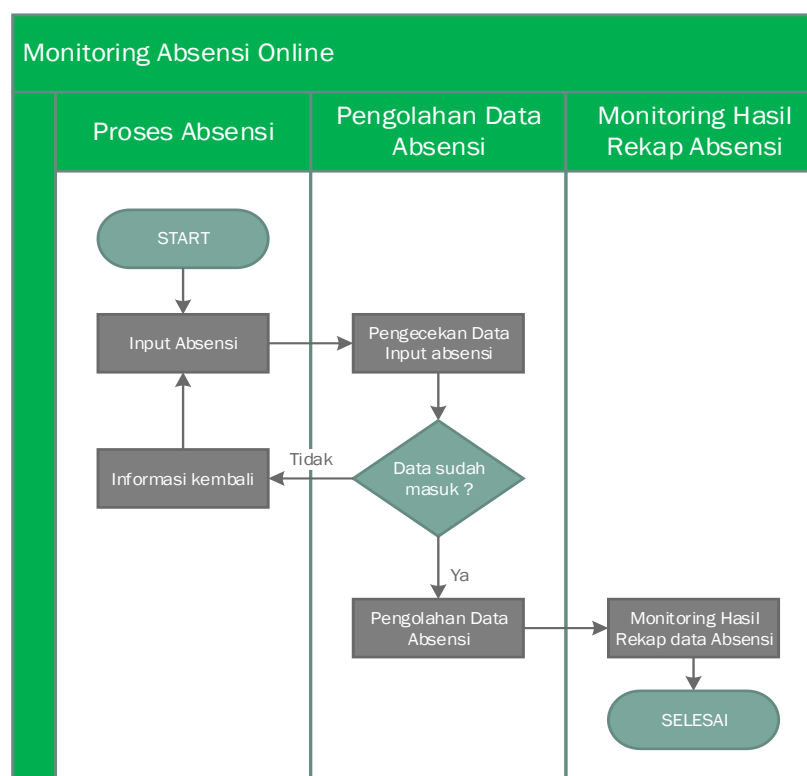 Monitoring Absensi Online
Proses Absensi
Pengolahan Data
Absensi
Monitoring Hasil
Rekap Absensi
START
Input Absensi
Pengecekan Data
Input absensi
Informasi kembali
Tidak
Data sudah
masuk ?
Ya
Pengolahan Data
Absensi
Monitoring Hasil
Rekap data Absensi
SELESAI